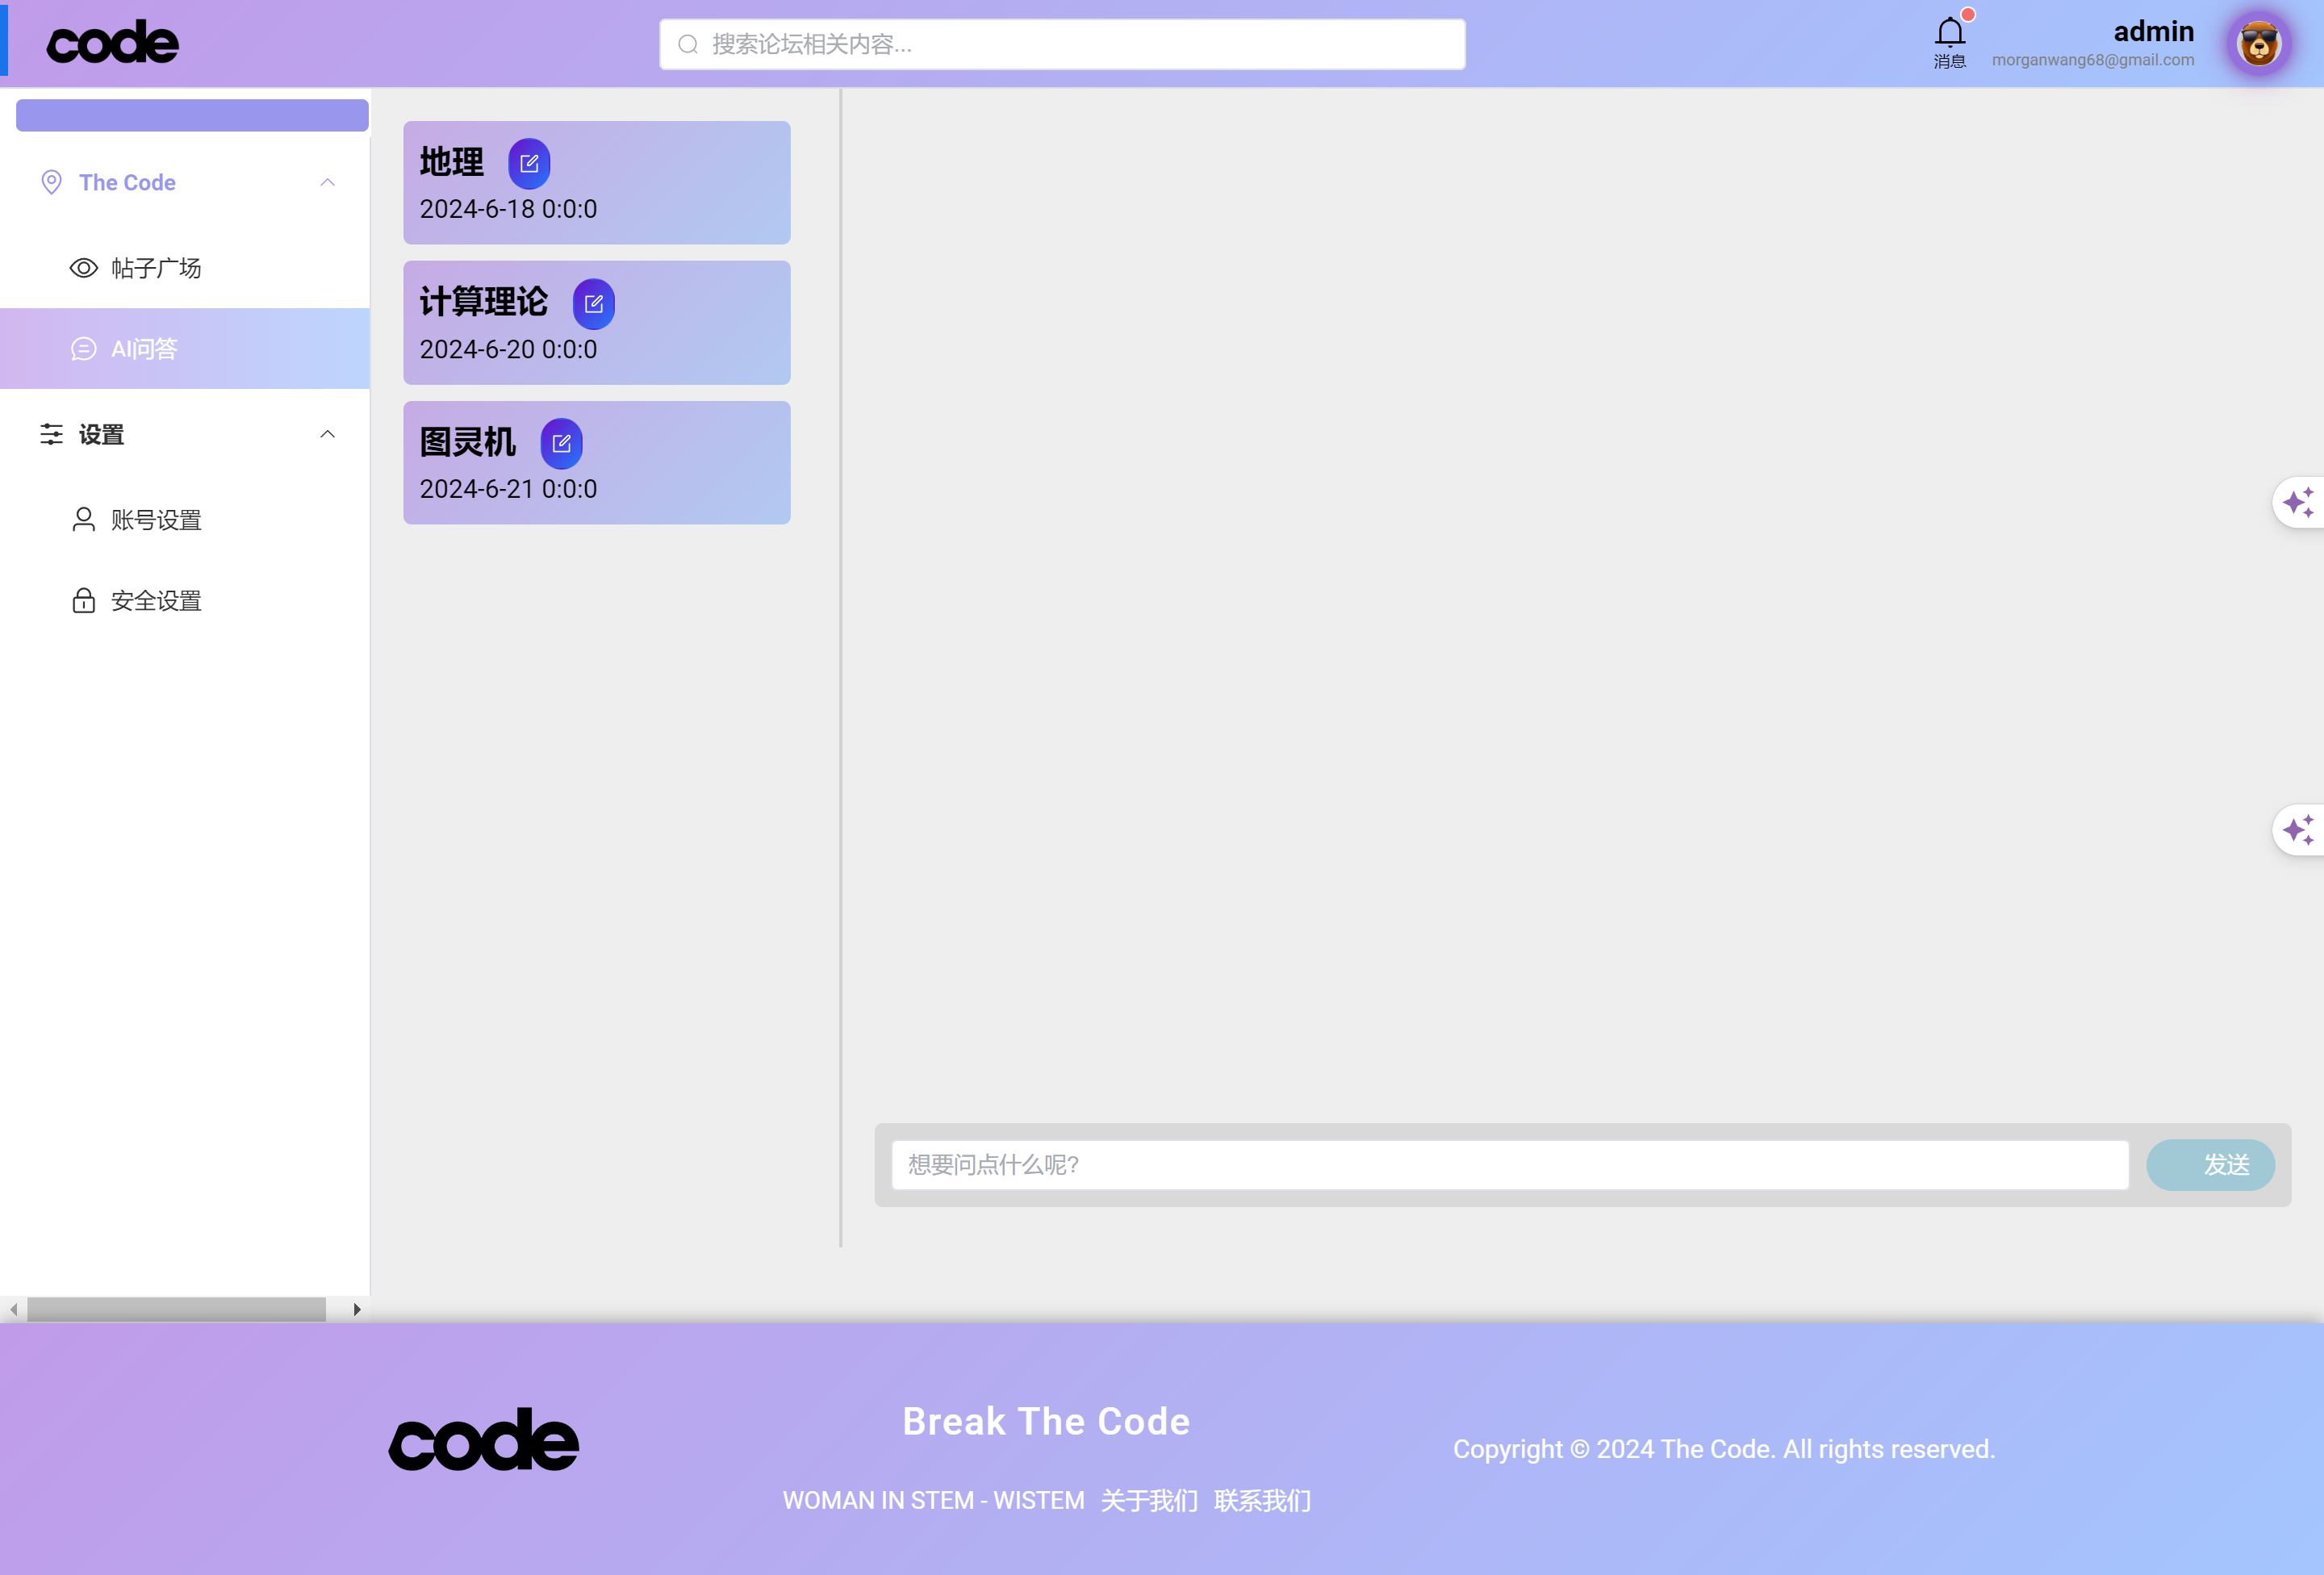 code
搜索论坛相关内容...
消息
admin
morganwang68@gmail.com
The Code
帖子广场
AI问答
设置
账号设置
安全设置
地理
2024-6-18 0:0:0
计算理论
2024-6-20 0:0:0
图灵机
2024-6-21 0:0:0
想要问点什么呢?
发送
code
Break The Code
WOMAN IN STEM - WISTEM 关于我们 联系我们
Copyright © 2024 The Code. All rights reserved.